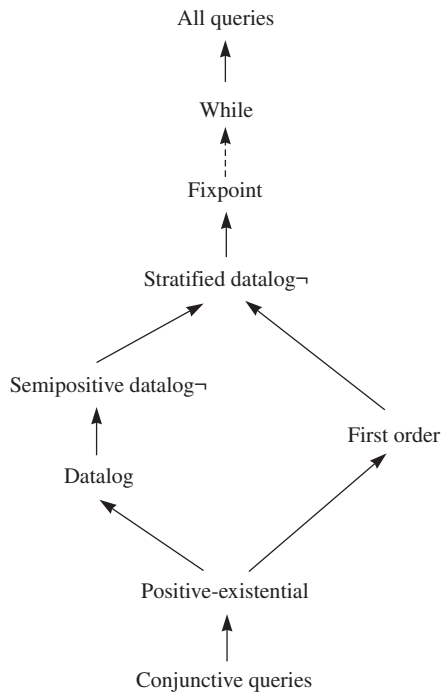 All queries
While
Fixpoint
Stratified datalog¬
Semipositive datalog¬
First order
Datalog
Positive-existential
Conjunctive queries